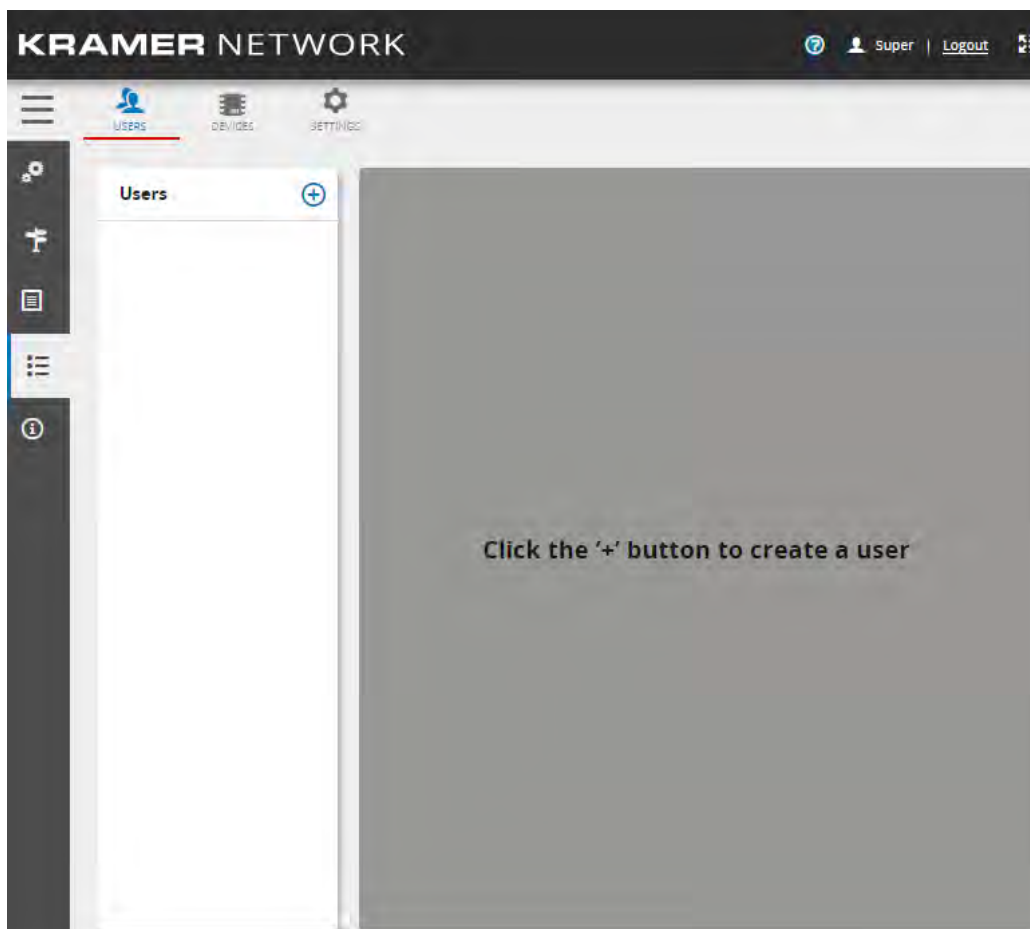 KRAMER NETWORK
Super | Logout
USERS DEVICES SETTINGS
Users
Click the ‘+’ button to create a user